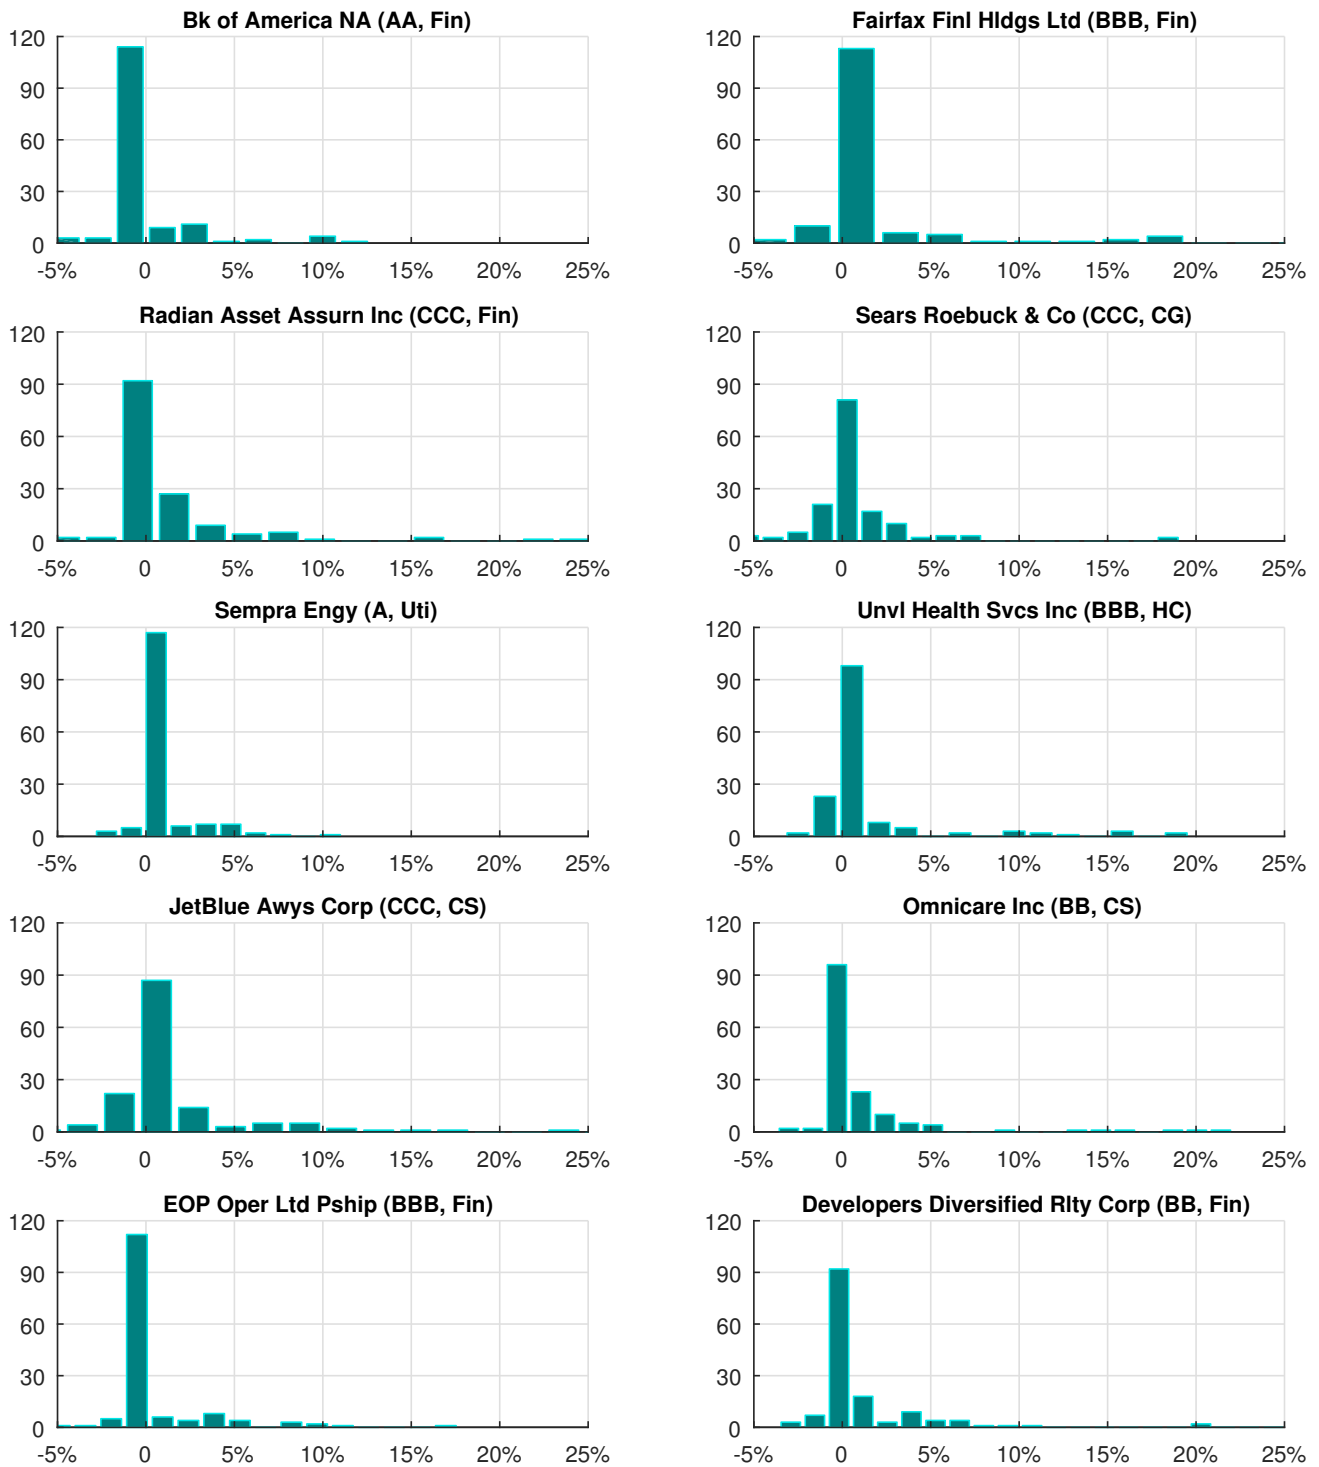 Bk of America NA (AA, Fin)
120
90
60
30
0
-5% 0 5% 10% 15% 20% 25%
Fairfax Finl Hldgs Ltd (BBB, Fin)
120
90
60
30
0
-5% 0 5% 10% 15% 20% 25%
Radian Asset Assurn Inc (CCC, Fin)
120
90
60
30
0
-5% 0 5% 10% 15% 20% 25%
Sears Roebuck & Co (CCC, CG)
120
90
60
30
0
-5% 0 5% 10% 15% 20% 25%
Sempra Engy (A, Uti)
120
90
60
30
0
-5% 0 5% 10% 15% 20% 25%
Unvl Health Svcs Inc (BBB, HC)
120
90
60
30
0
-5% 0 5% 10% 15% 20% 25%
JetBlue Awys Corp (CCC, CS)
120
90
60
30
0
-5% 0 5% 10% 15% 20% 25%
Omnicare Inc (BB, CS)
120
90
60
30
0
-5% 0 5% 10% 15% 20% 25%
EOP Oper Ltd Pship (BBB, Fin)
120
90
60
30
0
-5% 0 5% 10% 15% 20% 25%
Developers Diversified Rlty Corp (BB, Fin)
120
90
60
30
0
-5% 0 5% 10% 15% 20% 25%